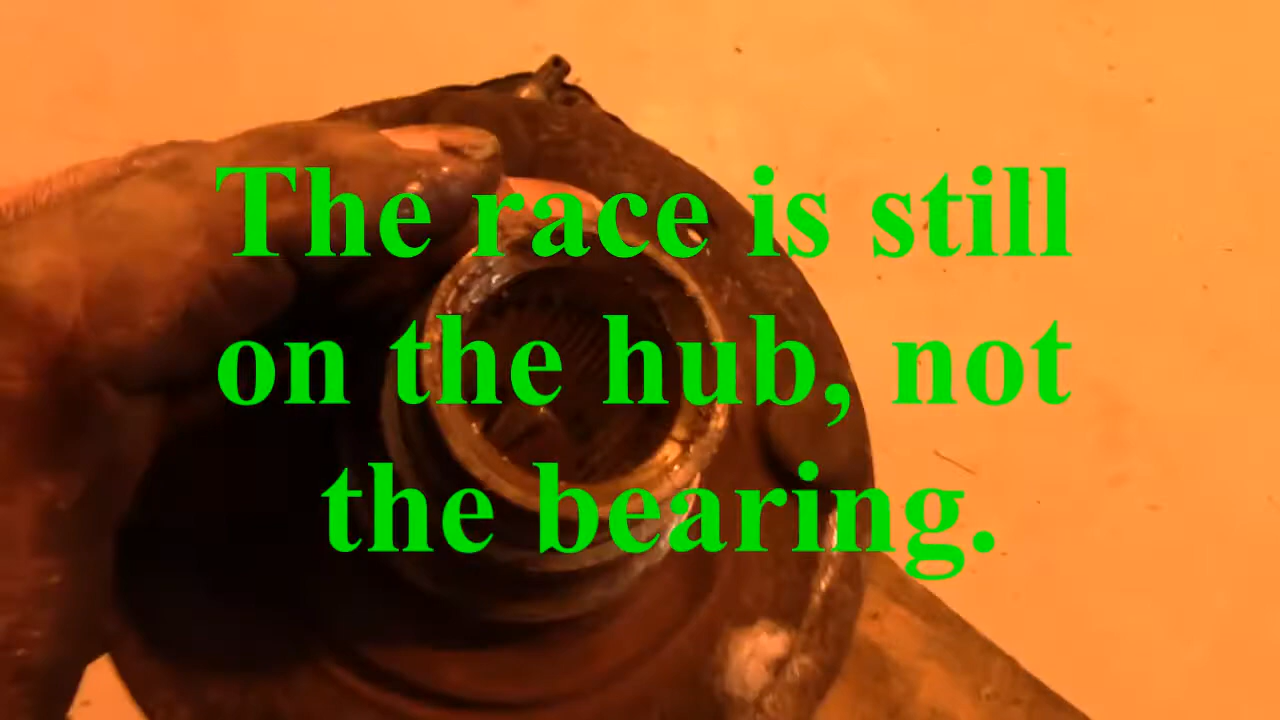 The race is still
on the hub, not
the bearing.